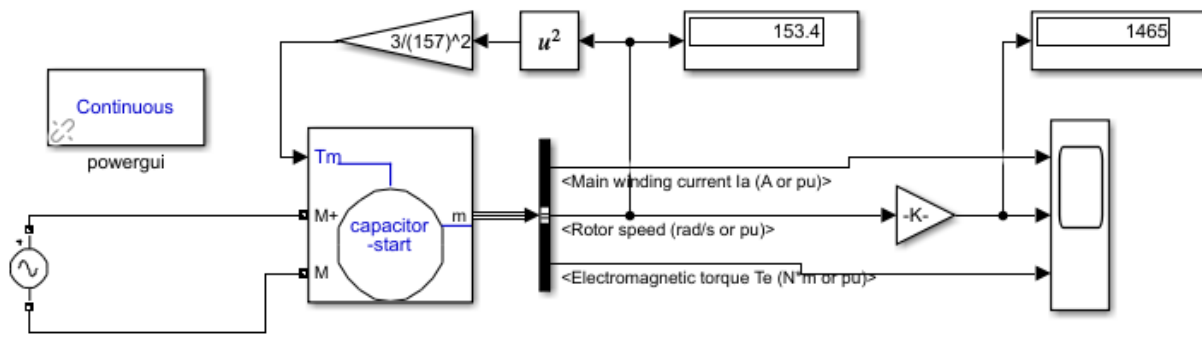 3/(157)^2
u²
153.4
1465
Continuous
powergui
Tm
M+
M
capacitor
-start
m
<Main winding current Ia (A or pu)>
<Rotor speed (rad/s or pu)>
-K-
<Electromagnetic torque Te (N*m or pu)>